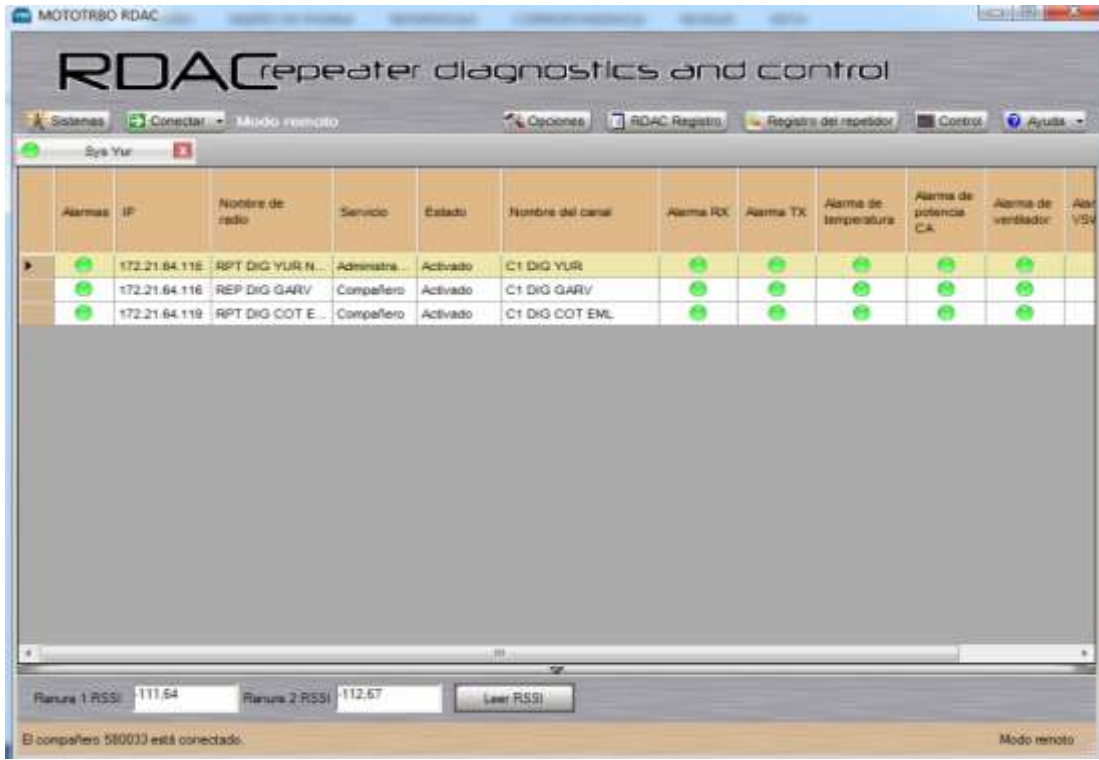 MOTOTRBO RDAC
RDAC repeater diagnostics and control
Sistemas Conectar Modo remoto Opciones RDAC Registro Registro del repetidor Control Ayuda
Sys Yur
Alarmas IP Nombre de radio Servicio Estado Nombre del canal Alarma RX Alarma TX Alarma de temperatura Alarma de potencia CA Alarma de ventilador
RPT DIG YUR N... Administra... Activado C1 DIG YUR
172.21.64.116 REP DIG GARV Compañero Activado C1 DIG GARV
172.21.64.119 RPT DIG COT E... Compañero Activado C1 DIG COT EML
Ranura 1 RSSI -111,64 Ranura 2 RSSI -112,67 Leer RSSI
El compañero 580033 está conectado. Modo remoto